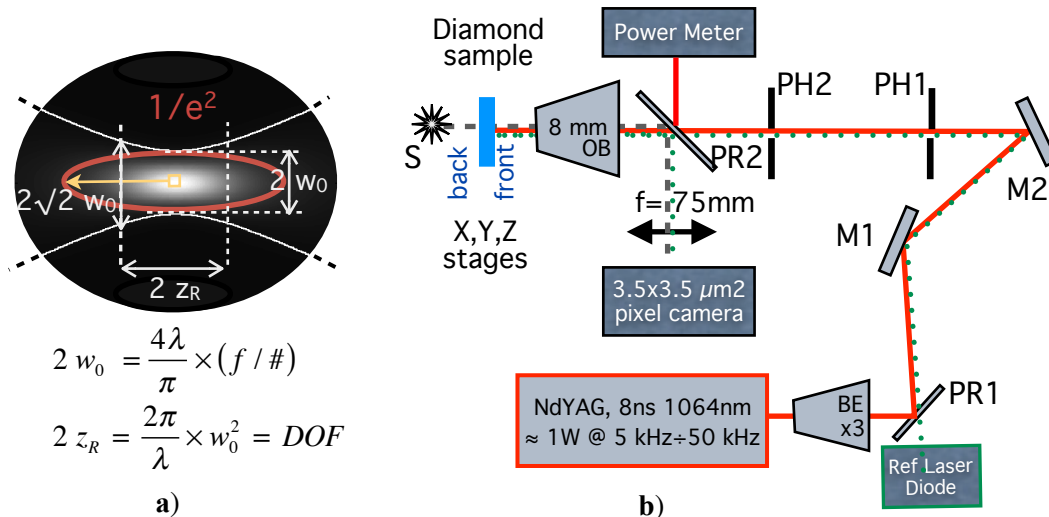 1/e²
2 w₀
2√2 w₀
2 z_R
2 w₀ = 4λ/π × (f / #)
2 z_R = 2π/λ × w₀² = DOF
a)
Diamond
sample
Power Meter
PH2
PH1
S
8 mm
OB
PR2
M2
back
front
f= 75mm
M1
X,Y,Z
stages
3.5x3.5 µm2
pixel camera
NdYAG, 8ns 1064nm
≈ 1W @ 5 kHz÷50 kHz
BE
x3
PR1
Ref Laser
Diode
b)